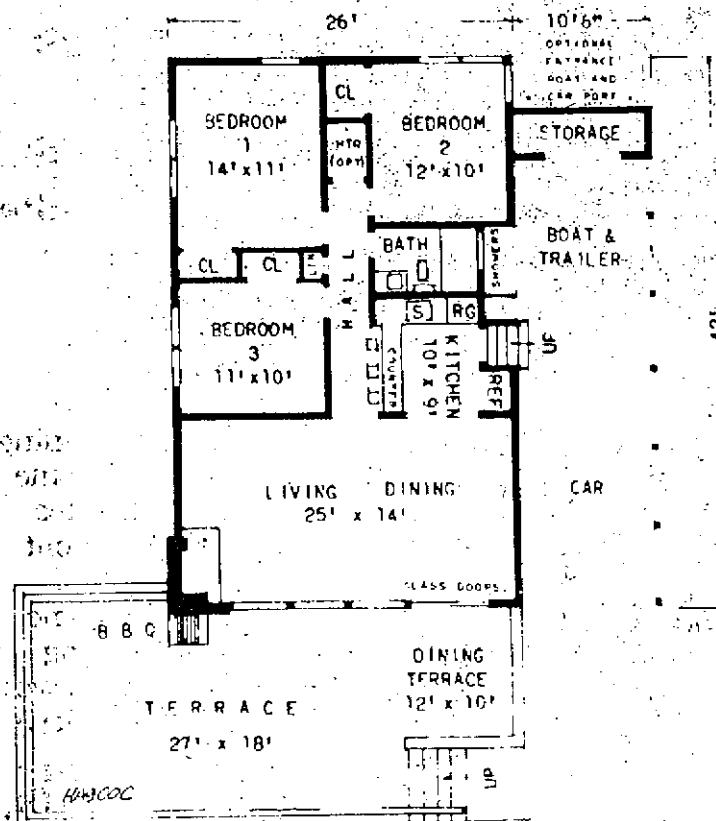 26'
10'6"
OPTIONAL
ENTRANCE
BOAT AND
CAR PORT
BEDROOM
1
14' x 11'
CL
HTR
(OPT)
BEDROOM
2
12' x 10'
STORAGE
BATH
SHOWERS
BOAT &
TRAILER
CL
CL
LIN
HALL
S
RG
BEDROOM
3
11' x 10'
COUNTER
KITCHEN
10' x 9'
UP
REF
LIVING DINING
25' x 14'
CAR
GLASS DOORS
BBQ
DINING
TERRACE
12' x 10'
TERRACE
27' x 18'
UP